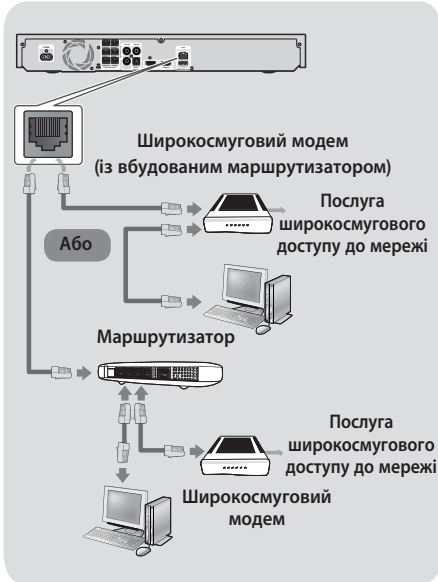 Широкосмуговий модем
(із вбудованим маршрутизатором)
Послуга
широкосмугового
доступу до мережі
Або
Маршрутизатор
Послуга
широкосмугового
доступу до мережі
Широкосмуговий
модем